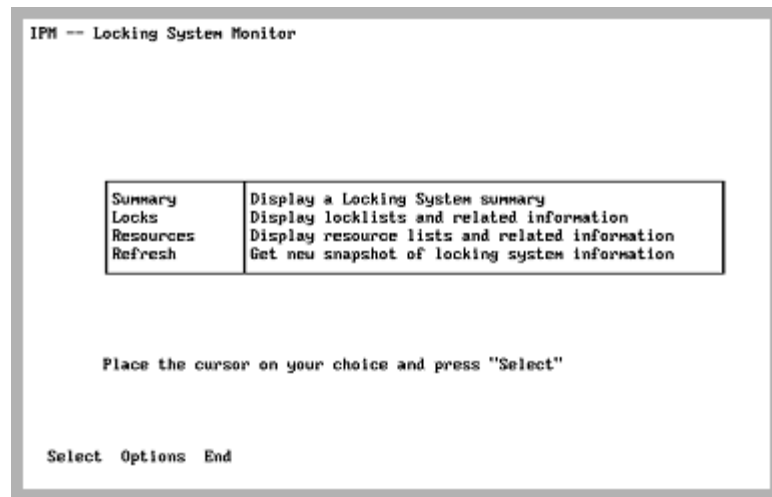 IPM -- Locking System Monitor
Summary Display a Locking System summary
Locks Display locklists and related information
Resources Display resource lists and related information
Refresh Get new snapshot of locking system information
Place the cursor on your choice and press "Select"
Select Options End